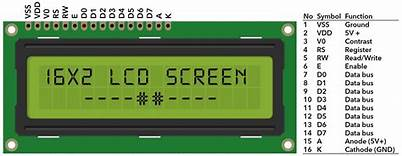 VSS VDD V0 RS RW E D0 D1 D2 D3 D4 D5 D6 D7 A K
16X2 LCD SCREEN
----##----
No Symbol Function
1 VSS Ground
2 VDD 5V +
3 V0 Contrast
4 RS Register
5 RW Read/Write
6 E Enable
7 D0 Data bus
8 D1 Data bus
9 D2 Data bus
10 D3 Data bus
11 D4 Data bus
12 D5 Data bus
13 D6 Data bus
14 D7 Data bus
15 A Anode (5V+)
16 K Cathode (GND)